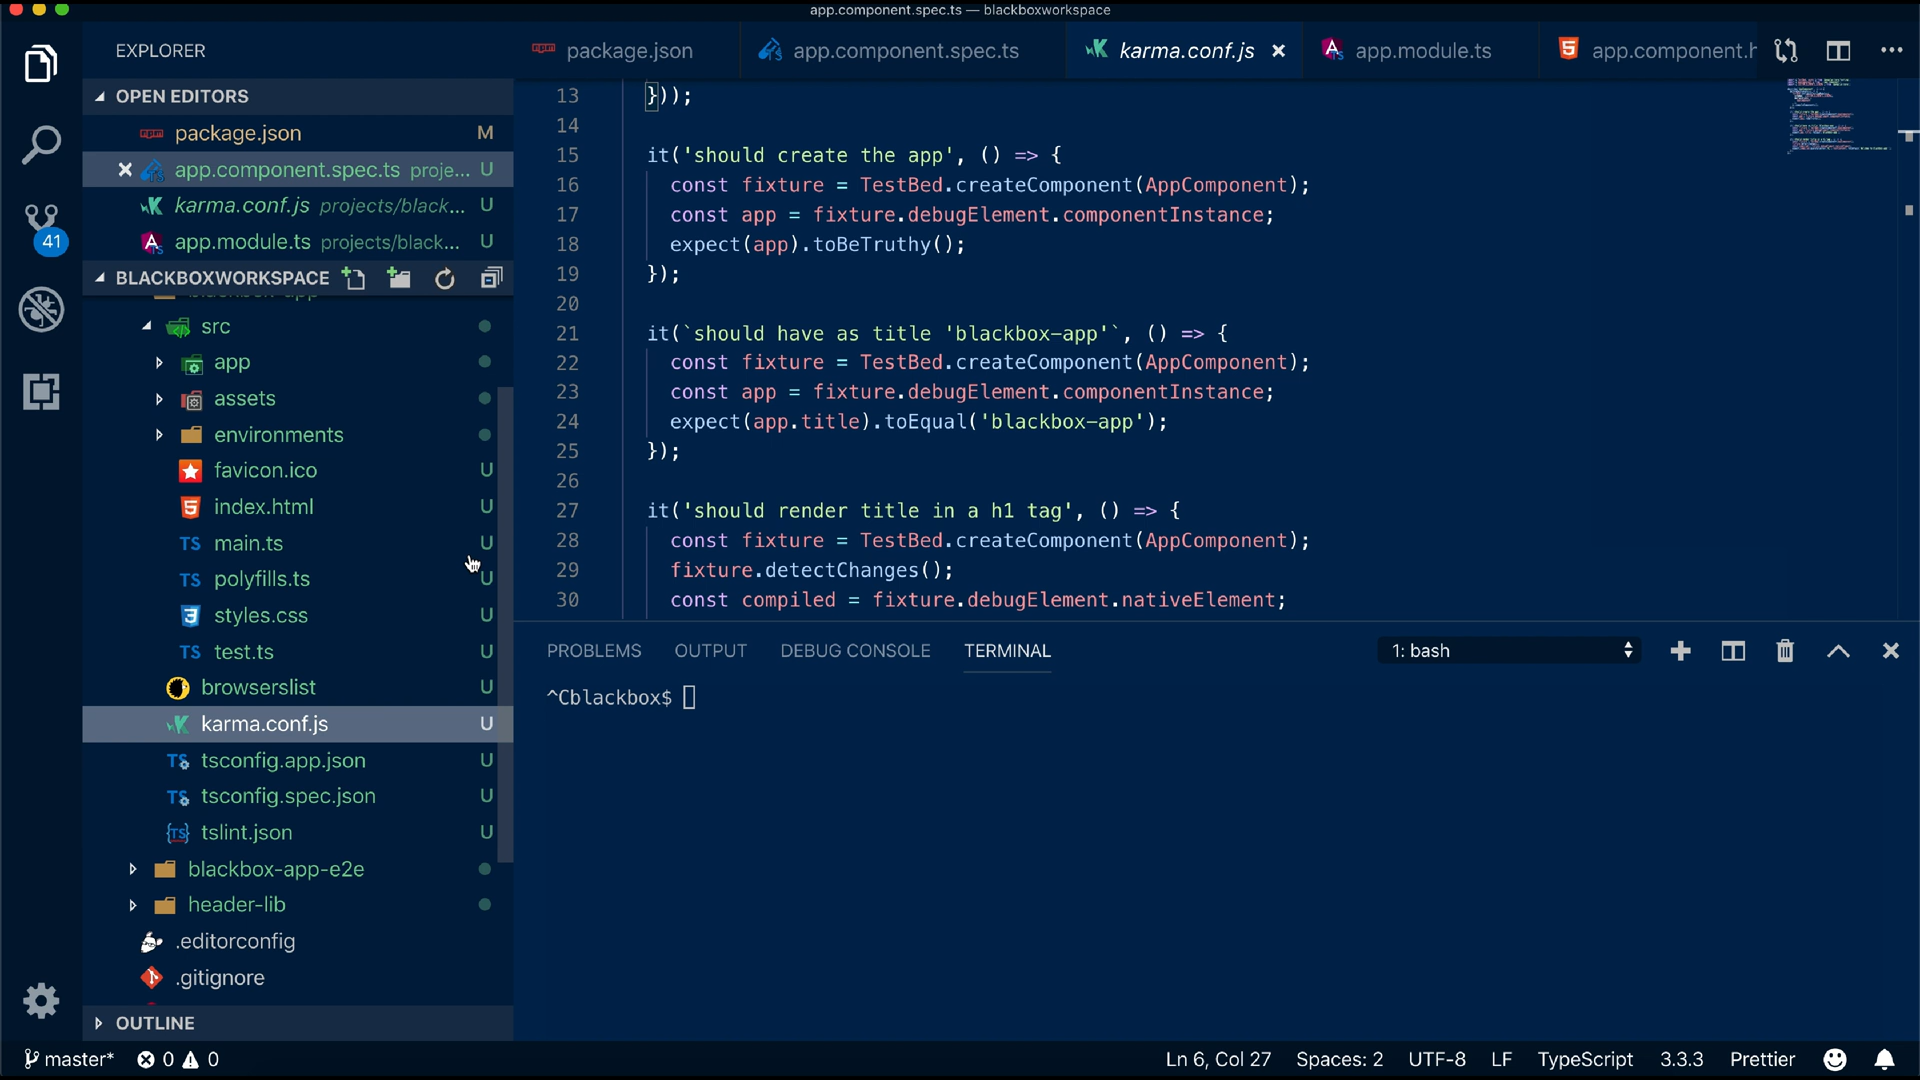 app.component.spec.ts — blackboxworkspace
EXPLORER
package.json
app.component.spec.ts
karma.conf.js
app.module.ts
app.component.h
OPEN EDITORS
package.json M
app.component.spec.ts proje... U
karma.conf.js projects/black... U
app.module.ts projects/black... U
41
BLACKBOXWORKSPACE
blackbox-app
src
app
assets
environments
favicon.ico U
index.html U
TS main.ts U
TS polyfills.ts U
styles.css U
TS test.ts U
browserslist U
karma.conf.js U
tsconfig.app.json U
tsconfig.spec.json U
tslint.json U
blackbox-app-e2e
header-lib
.editorconfig
.gitignore
OUTLINE
13 }));
14
15 it('should create the app', () => {
16 const fixture = TestBed.createComponent(AppComponent);
17 const app = fixture.debugElement.componentInstance;
18 expect(app).toBeTruthy();
19 });
20
21 it(`should have as title 'blackbox-app'`, () => {
22 const fixture = TestBed.createComponent(AppComponent);
23 const app = fixture.debugElement.componentInstance;
24 expect(app.title).toEqual('blackbox-app');
25 });
26
27 it('should render title in a h1 tag', () => {
28 const fixture = TestBed.createComponent(AppComponent);
29 fixture.detectChanges();
30 const compiled = fixture.debugElement.nativeElement;
PROBLEMS OUTPUT DEBUG CONSOLE TERMINAL 1: bash
^Cblackbox$
master* 0 0 Ln 6, Col 27 Spaces: 2 UTF-8 LF TypeScript 3.3.3 Prettier